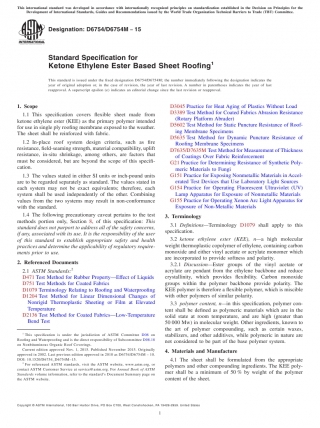 This international standard was developed in accordance with internationally recognized principles on standardization established in the Decision on Principles for the
Development of International Standards, Guides and Recommendations issued by the World Trade Organization Technical Barriers to Trade (TBT) Committee.
Designation: D6754/D6754M − 15
Standard Specification for
Ketone Ethylene Ester Based Sheet Roofing1
This standard is issued under the fixed designation D6754/D6754M; the number immediately following the designation indicates the
year of original adoption or, in the case of revision, the year of last revision. A number in parentheses indicates the year of last
reapproval. A superscript epsilon (ε) indicates an editorial change since the last revision or reapproval.
1. Scope
1.1 This specification covers flexible sheet made from
ketone ethylene ester (KEE) as the primary polymer intended
for use in single ply roofing membrane exposed to the weather.
The sheet shall be reinforced with fabric.
1.2 In-place roof system design criteria, such as fire
resistance, field-seaming strength, material compatibility, uplift
resistance, in-situ shrinkage, among others, are factors that
must be considered, but are beyond the scope of this specifi-
cation.
1.3 The values stated in either SI units or inch-pound units
are to be regarded separately as standard. The values stated in
each system may not be exact equivalents; therefore, each
system shall be used independently of the other. Combining
values from the two systems may result in non-conformance
with the standard.
1.4 The following precautionary caveat pertains to the test
methods portion only, Section 8, of this specification: This
standard does not purport to address all of the safety concerns,
if any, associated with its use. It is the responsibility of the user
of this standard to establish appropriate safety and health
practices and determine the applicability of regulatory require-
ments prior to use.
2. Referenced Documents
2.1 ASTM Standards:2
D471 Test Method for Rubber Property—Effect of Liquids
D751 Test Methods for Coated Fabrics
D1079 Terminology Relating to Roofing and Waterproofing
D1204 Test Method for Linear Dimensional Changes of
Nonrigid Thermoplastic Sheeting or Film at Elevated
Temperature
D2136 Test Method for Coated Fabrics—Low-Temperature
Bend Test
1 This specification is under the jurisdiction of ASTM Committee D08 on
Roofing and Waterproofing and is the direct responsibility of Subcommittee D08.18
on Nonbituminous Organic Roof Coverings.
Current edition approved Nov. 1, 2015. Published November 2015. Originally
approved in 2002. Last previous edition approved in 2010 as D6754/D6754M – 10.
DOI: 10.1520/D6754_D6754M-15.
2 For referenced ASTM standards, visit the ASTM website, www.astm.org, or
contact ASTM Customer Service at service@astm.org. For Annual Book of ASTM
Standards volume information, refer to the standard's Document Summary page on
the ASTM website.
D3045 Practice for Heat Aging of Plastics Without Load
D3389 Test Method for Coated Fabrics Abrasion Resistance
(Rotary Platform Abrader)
D5602 Test Method for Static Puncture Resistance of Roof-
ing Membrane Specimens
D5635 Test Method for Dynamic Puncture Resistance of
Roofing Membrane Specimens
D7635/D7635M Test Method for Measurement of Thickness
of Coatings Over Fabric Reinforcement
G21 Practice for Determining Resistance of Synthetic Poly-
meric Materials to Fungi
G151 Practice for Exposing Nonmetallic Materials in Accel-
erated Test Devices that Use Laboratory Light Sources
G154 Practice for Operating Fluorescent Ultraviolet (UV)
Lamp Apparatus for Exposure of Nonmetallic Materials
G155 Practice for Operating Xenon Arc Light Apparatus for
Exposure of Non-Metallic Materials
3. Terminology
3.1 Definitions—Terminology D1079 shall apply to this
specification.
3.2 ketone ethylene ester (KEE), n—a high molecular
weight thermoplastic copolymer of ethylene, containing carbon
monoxide and either vinyl acetate or acrylate monomer which
are incorporated to provide softness and polarity.
3.2.1 Discussion—Ester groups of the vinyl acetate or
acrylate are pendant from the ethylene backbone and reduce
crystallinity, which provides flexibility. Carbon monoxide
groups within the polymer backbone provide polarity. The
KEE polymer is therefore a flexible polymer, which is miscible
with other polymers of similar polarity.
3.3 polymer content, n—in this specification, polymer con-
tent shall be defined as polymeric materials which are in the
solid state at room temperature, and are high (greater than
50 000 Mw) in molecular weight. Other ingredients, known to
the art of polymer compounding, such as certain waxes,
stabilizers, and other additives, while polymeric in nature are
not considered to be part of the base polymer system.
4. Materials and Manufacture
4.1 The sheet shall be formulated from the appropriate
polymers and other compounding ingredients. The KEE poly-
mer shall be a minimum of 50 % by weight of the polymer
content of the sheet.
Copyright © ASTM International, 100 Barr Harbor Drive, PO Box C700, West Conshohocken, PA 19428-2959. United States
1